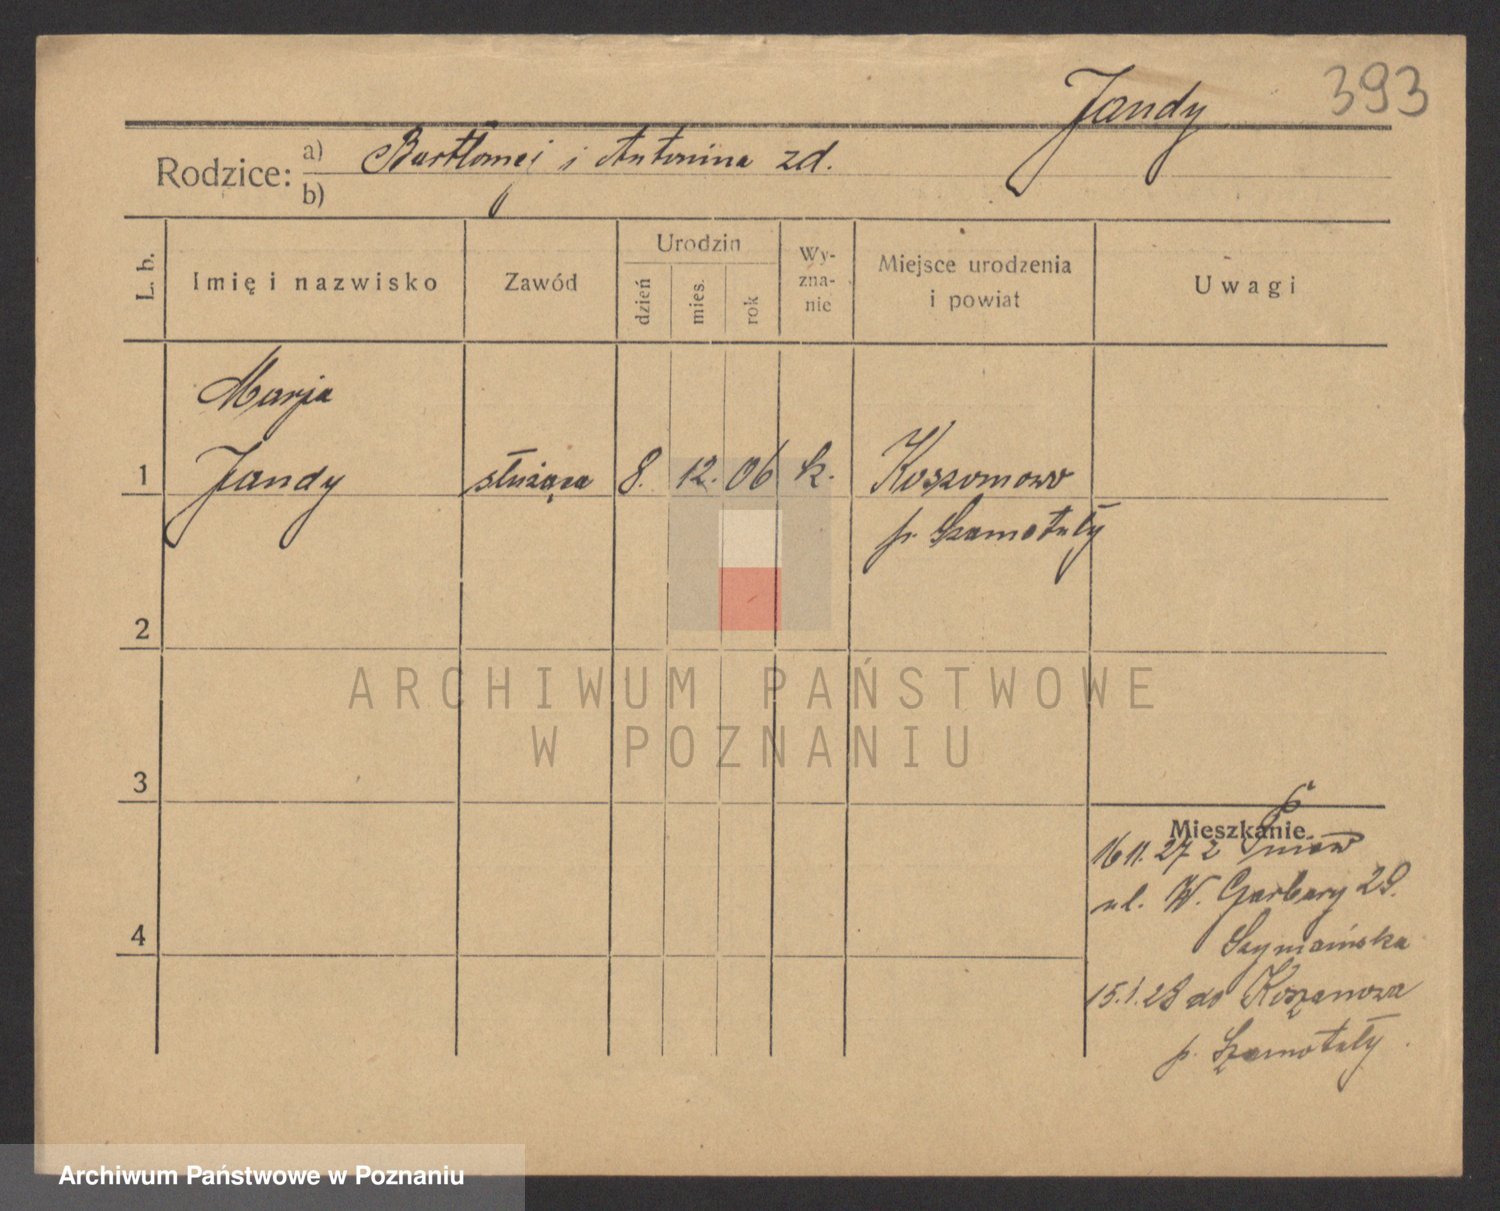 Jandy 393
Rodzice: a) Bartłomej i Antonina zd.
b)
L. b.
Imię i nazwisko
Zawód
Urodzin
dzień
mies.
rok
Wy-
zna-
nie
Miejsce urodzenia
i powiat
Uwagi
Marja
1 Jandy służąca 8. 12. 06 k. Koszanowo
p. Szamotuły
2
ARCHIWUM PAŃSTWOWE
W POZNANIU
3
Mieszkanie
16.11.27 z
ul. W. Garbary 29.
Szymańska
4
15.1.28 do Koszanowa
p. Szamotuły.
Archiwum Państwowe w Poznaniu